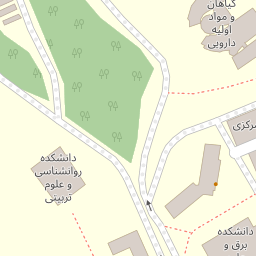 گیاهان
و مواد
اولیه
دارویی
مرکزی
دانشکده
روانشناسی
و علوم
تربیتی
دانشکده
برق و